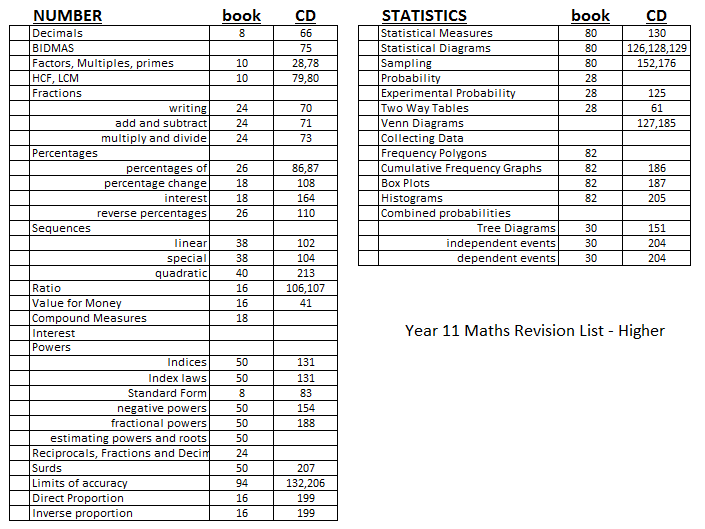 NUMBER book CD
Decimals 8 66
BIDMAS 75
Factors, Multiples, primes 10 28,78
HCF, LCM 10 79,80
Fractions
writing 24 70
add and subtract 24 71
multiply and divide 24 73
Percentages
percentages of 26 86,87
percentage change 18 108
interest 18 164
reverse percentages 26 110
Sequences
linear 38 102
special 38 104
quadratic 40 213
Ratio 16 106,107
Value for Money 16 41
Compound Measures 18
Interest
Powers
Indices 50 131
Index laws 50 131
Standard Form 8 83
negative powers 50 154
fractional powers 50 188
estimating powers and roots 50
Reciprocals, Fractions and Decim 24
Surds 50 207
Limits of accuracy 94 132,206
Direct Proportion 16 199
Inverse proportion 16 199
STATISTICS book CD
Statistical Measures 80 130
Statistical Diagrams 80 126,128,129
Sampling 80 152,176
Probability 28
Experimental Probability 28 125
Two Way Tables 28 61
Venn Diagrams 127,185
Collecting Data
Frequency Polygons 82
Cumulative Frequency Graphs 82 186
Box Plots 82 187
Histograms 82 205
Combined probabilities
Tree Diagrams 30 151
independent events 30 204
dependent events 30 204
Year 11 Maths Revision List - Higher